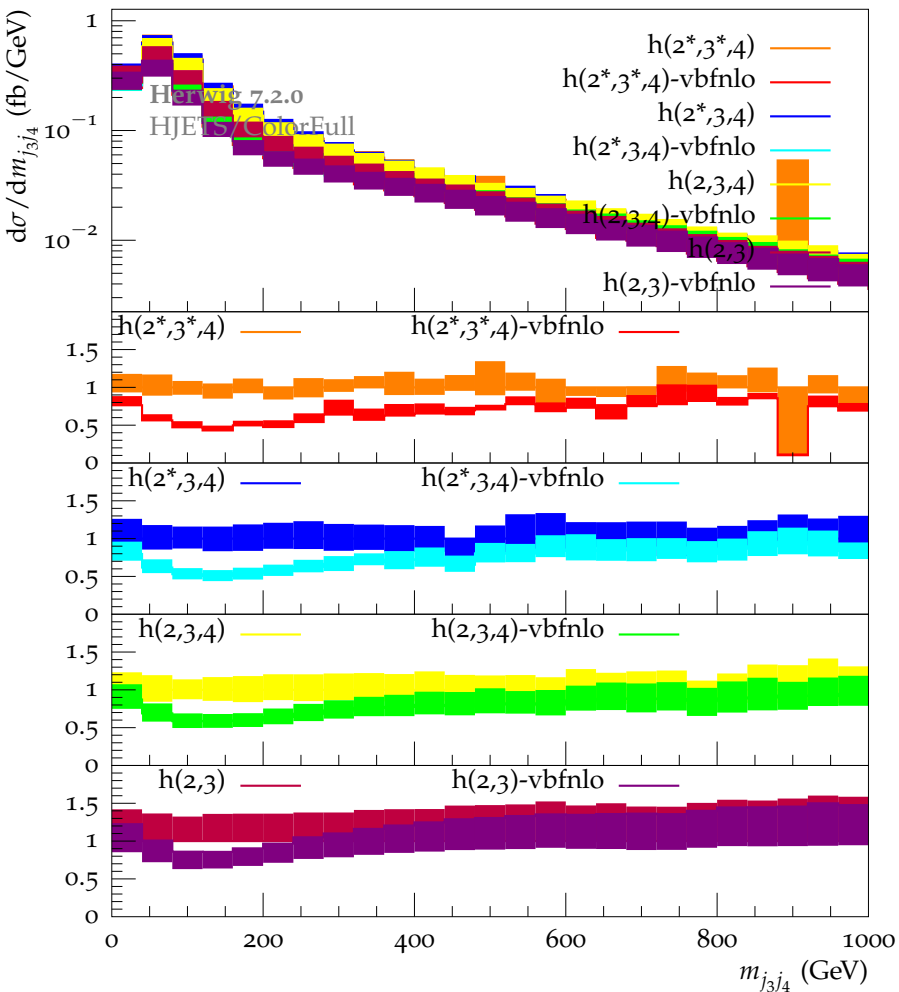 dσ/dm_{j₃j₄} (fb/GeV)
1
10⁻¹
10⁻²
Herwig 7.2.0
HJETS/ColorFull
h(2*,3*,4)
h(2*,3*,4)-vbfnlo
h(2*,3,4)
h(2*,3,4)-vbfnlo
h(2,3,4)
h(2,3,4)-vbfnlo
h(2,3)
h(2,3)-vbfnlo
h(2*,3*,4) h(2*,3*,4)-vbfnlo
1.5
1
0.5
0
h(2*,3,4) h(2*,3,4)-vbfnlo
1.5
1
0.5
0
h(2,3,4) h(2,3,4)-vbfnlo
1.5
1
0.5
0
h(2,3) h(2,3)-vbfnlo
1.5
1
0.5
0
0 200 400 600 800 1000
m_{j₃j₄} (GeV)